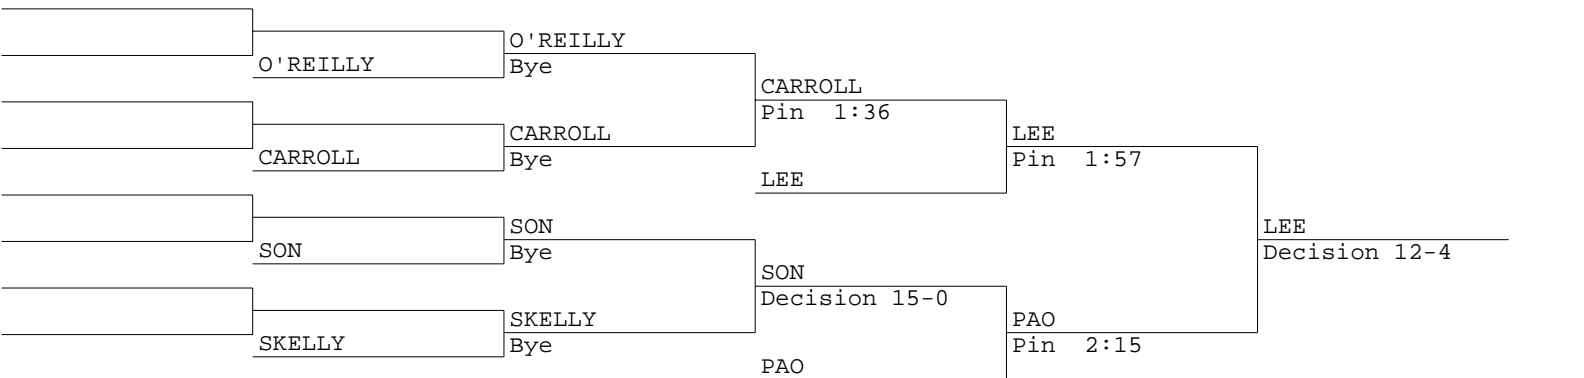 O'REILLY
O'REILLY
Bye
CARROLL
Pin 1:36
CARROLL
CARROLL
Bye
LEE
Pin 1:57
LEE
SON
SON
Bye
LEE
Decision 12-4
SON
Decision 15-0
SKELLY
SKELLY
Bye
PAO
Pin 2:15
PAO